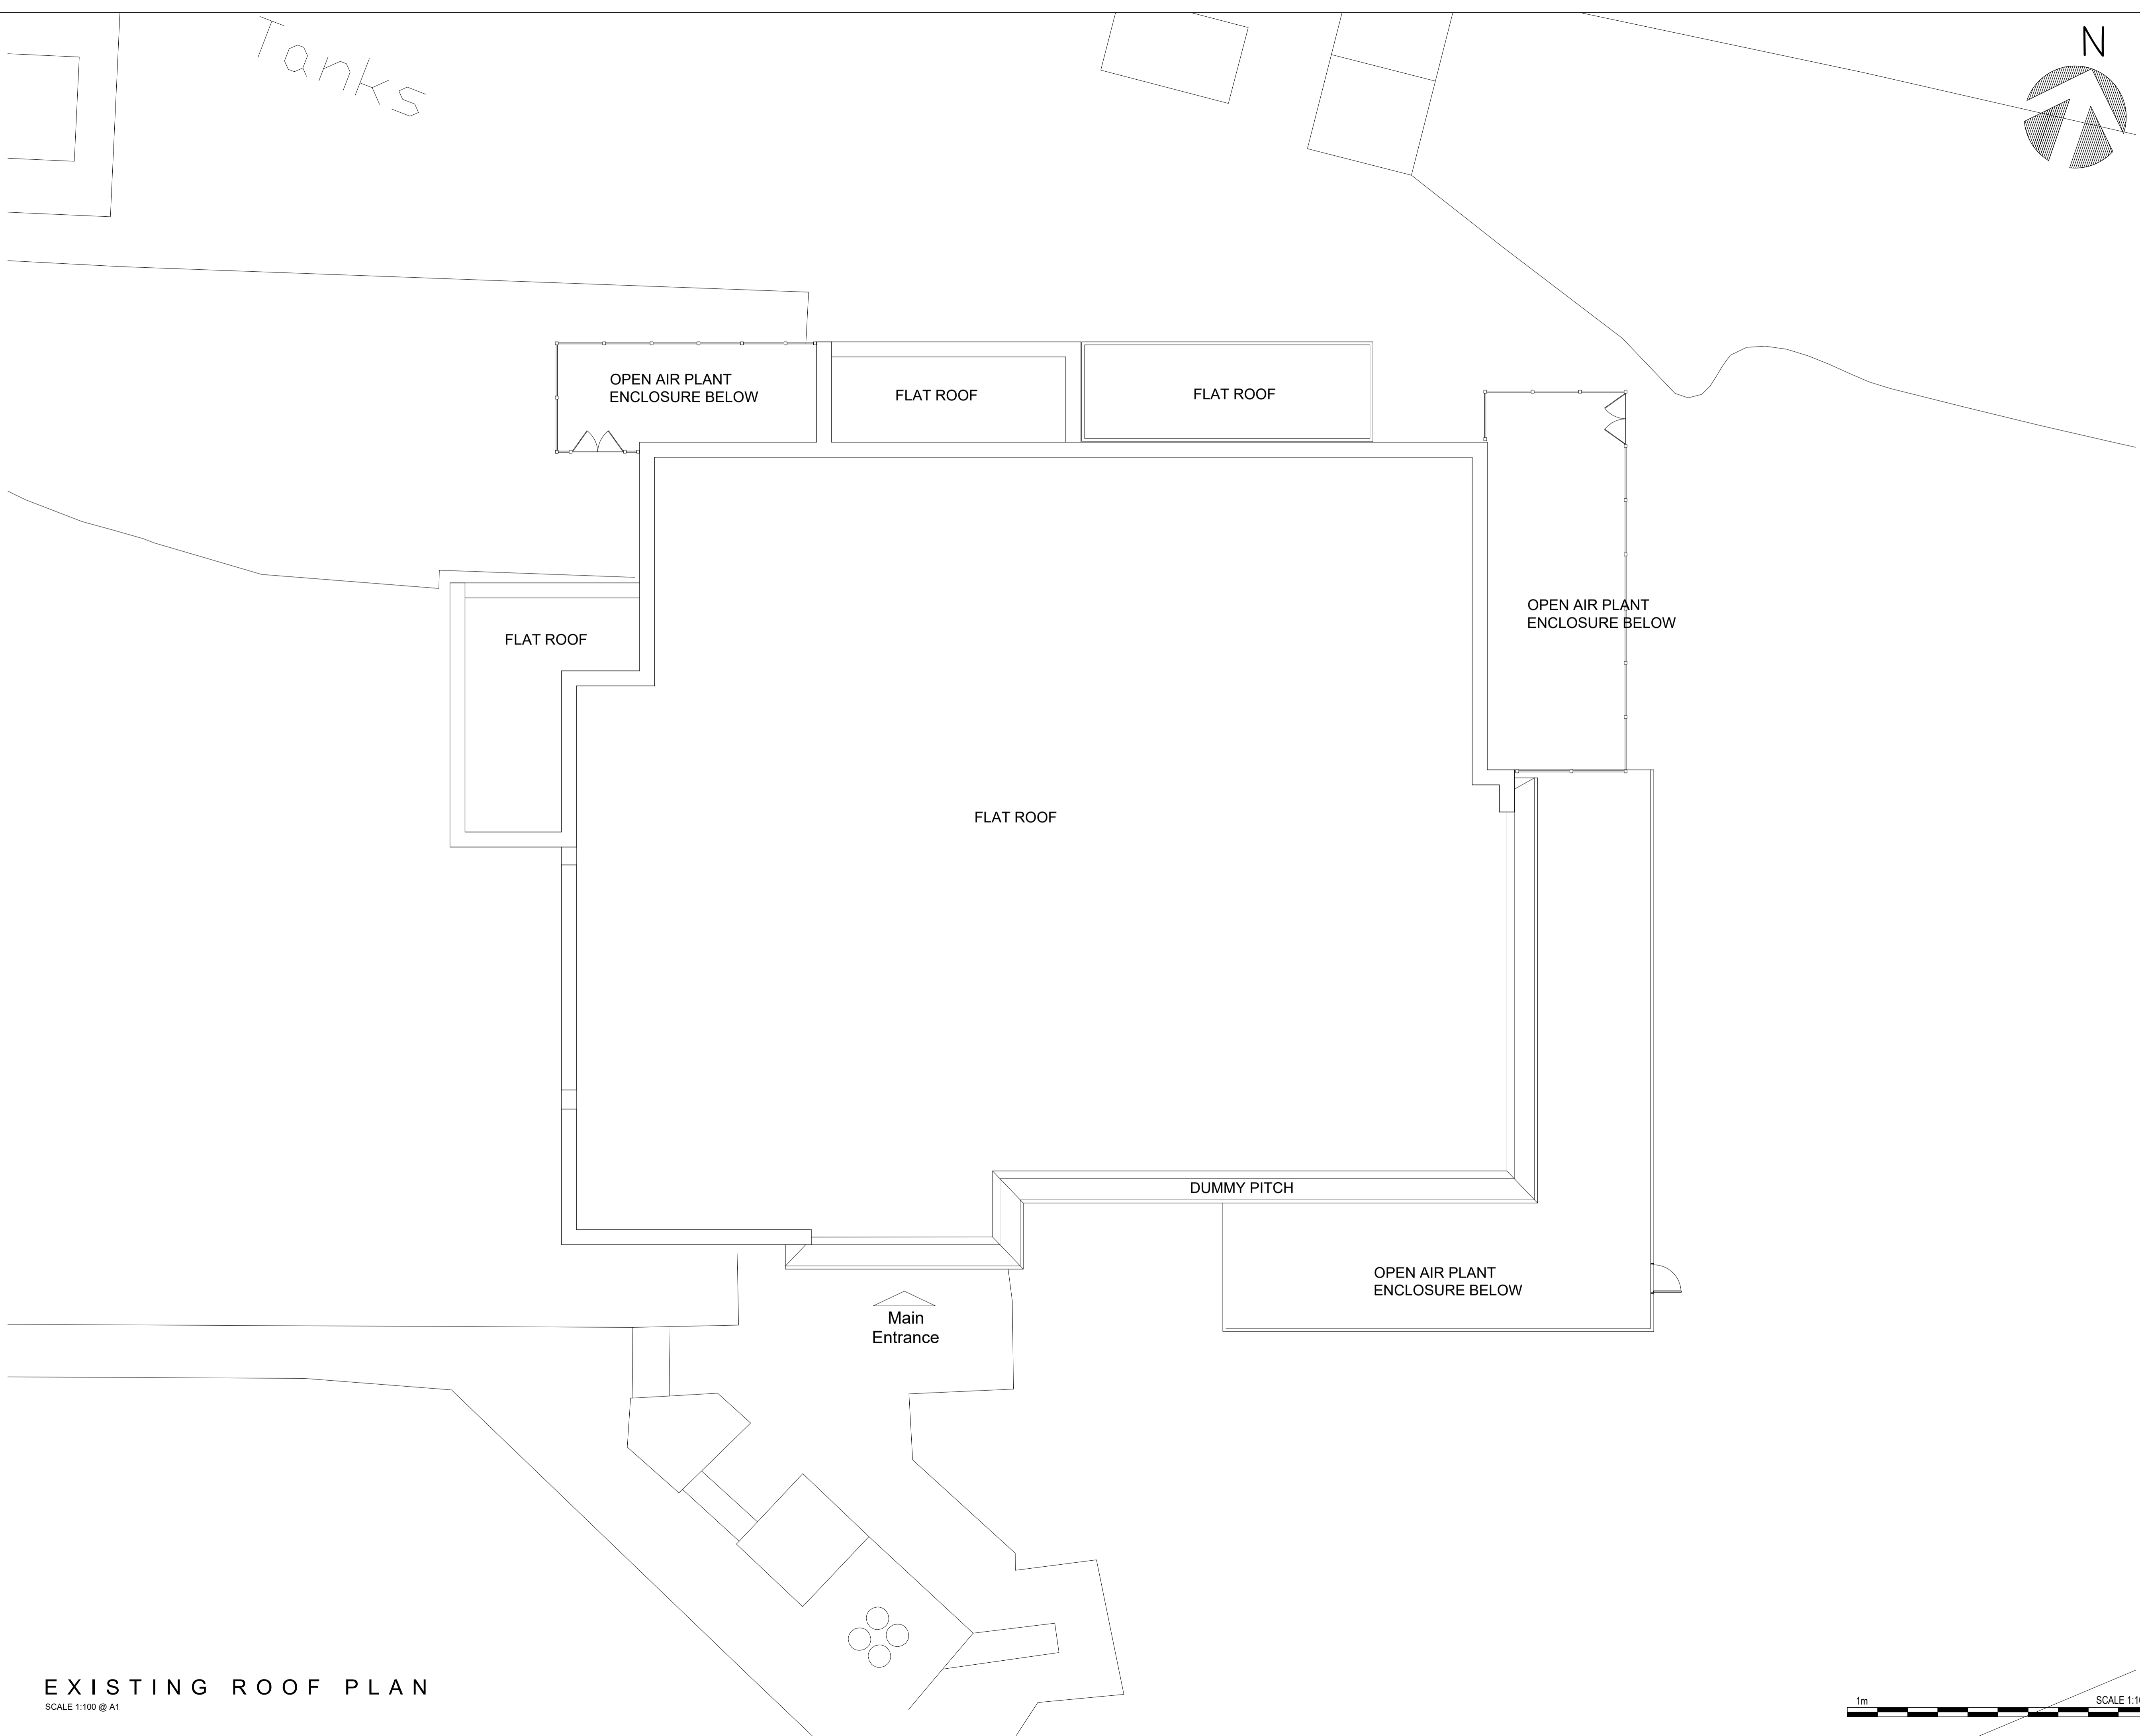 Tanks
N
OPEN AIR PLANT
ENCLOSURE BELOW
FLAT ROOF
FLAT ROOF
OPEN AIR PLANT
ENCLOSURE BELOW
FLAT ROOF
FLAT ROOF
DUMMY PITCH
OPEN AIR PLANT
ENCLOSURE BELOW
Main
Entrance
EXISTING ROOF PLAN
SCALE 1:100 @ A1
1m
SCALE